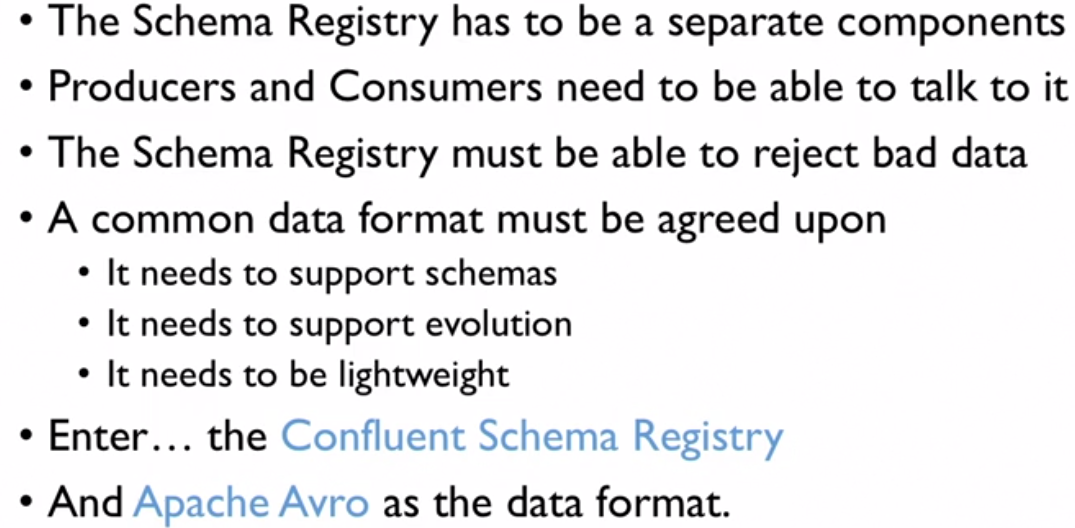 • The Schema Registry has to be a separate components
• Producers and Consumers need to be able to talk to it
• The Schema Registry must be able to reject bad data
• A common data format must be agreed upon
• It needs to support schemas
• It needs to support evolution
• It needs to be lightweight
• Enter… the Confluent Schema Registry
• And Apache Avro as the data format.